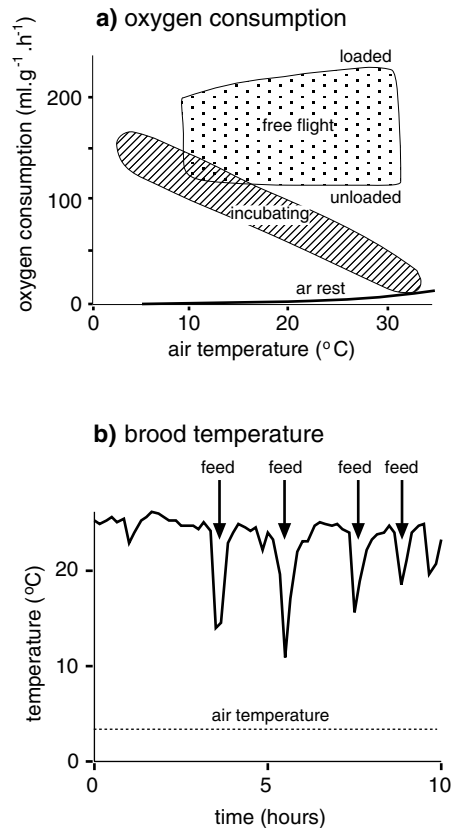 a) oxygen consumption
oxygen consumption (ml.g-1 .h-1)
200
100
0
loaded
free flight
unloaded
incubating
ar rest
0 10 20 30
air temperature (o C)
b) brood temperature
feed feed feed feed
temperature (oC)
20
10
0
air temperature
0 5 10
time (hours)